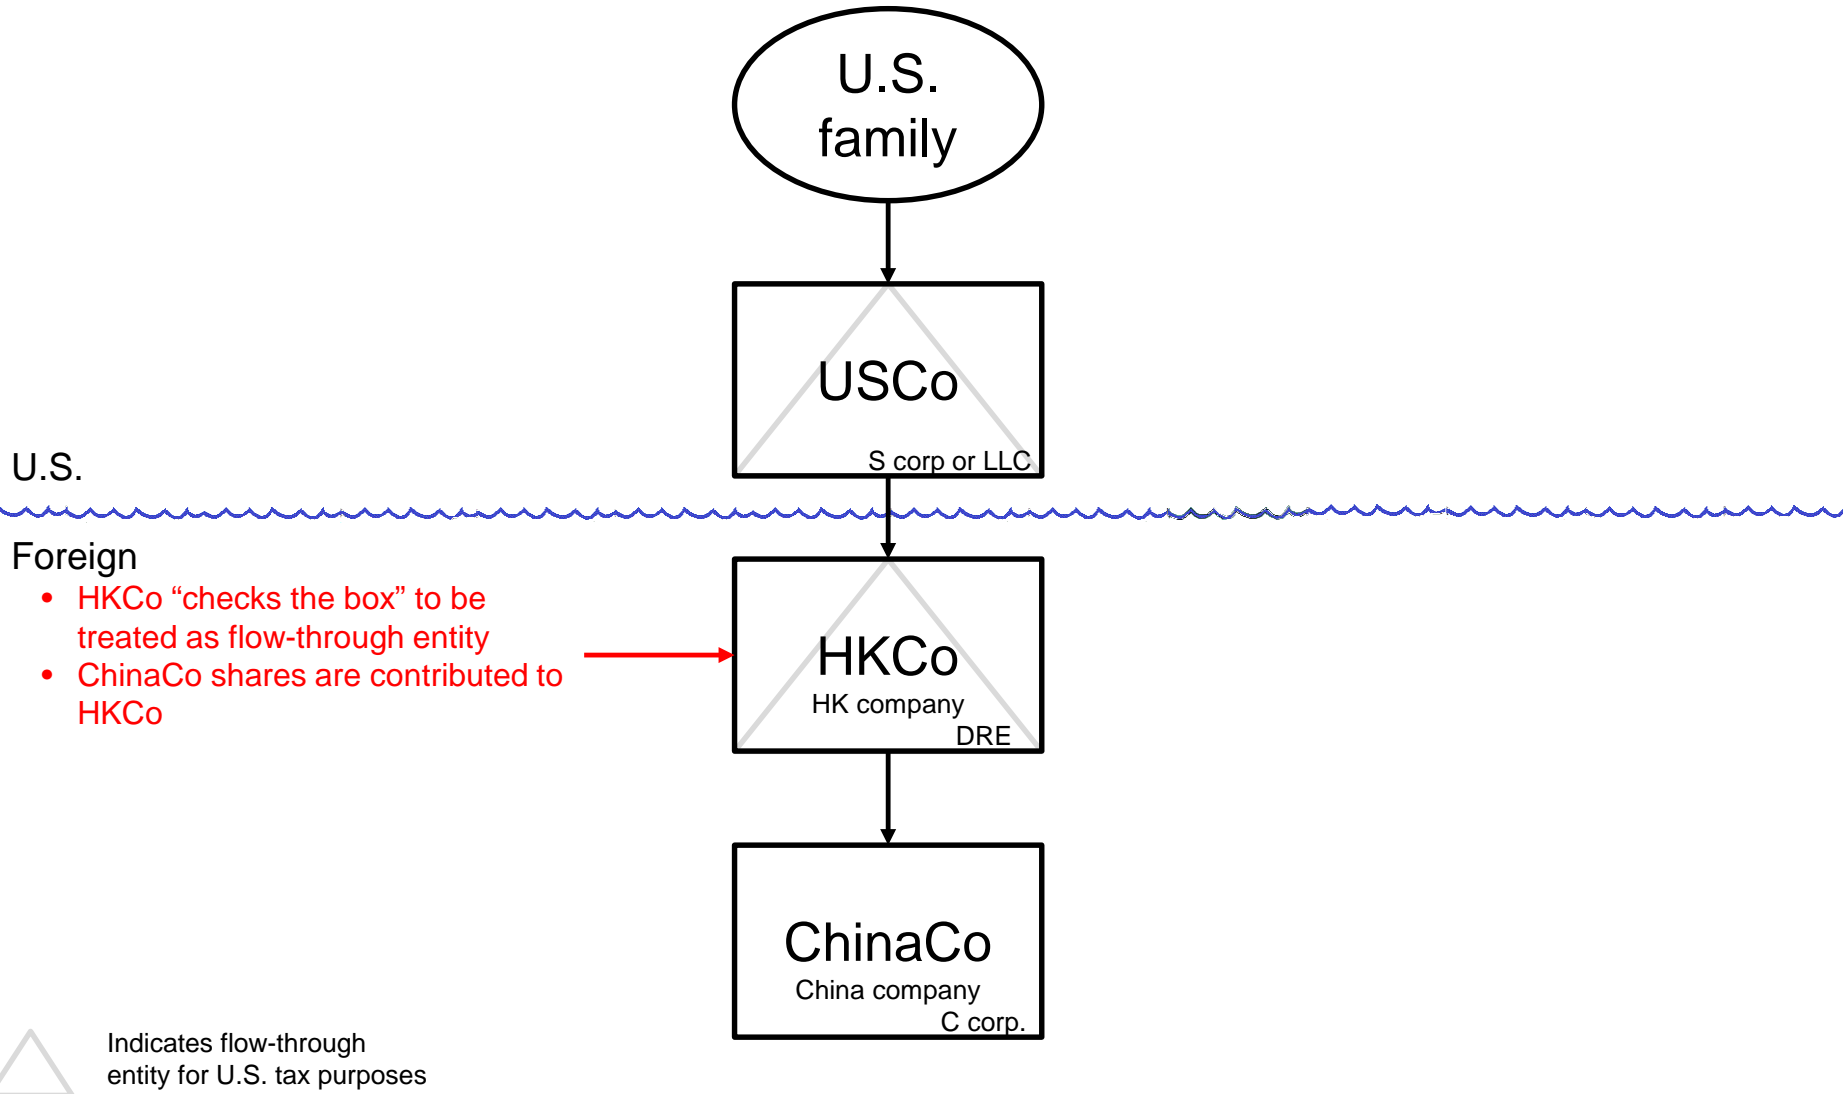 U.S.
family
USCo
S corp or LLC
U.S.
Foreign
• HKCo “checks the box” to be
treated as flow-through entity
• ChinaCo shares are contributed to
HKCo
HKCo
HK company
DRE
ChinaCo
China company
C corp.
Indicates flow-through
entity for U.S. tax purposes